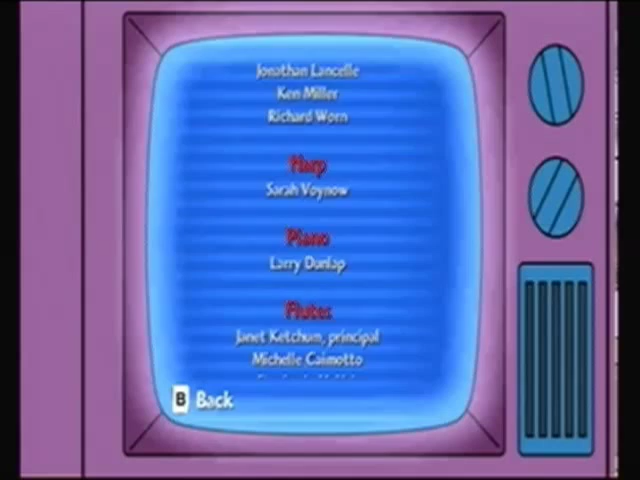 Jonathan Lancelle
Ken Miller
Richard Worn
Harp
Sarah Voynow
Piano
Larry Dunlap
Flutes
Janet Ketchum, principal
Michelle Caimotto
B Back